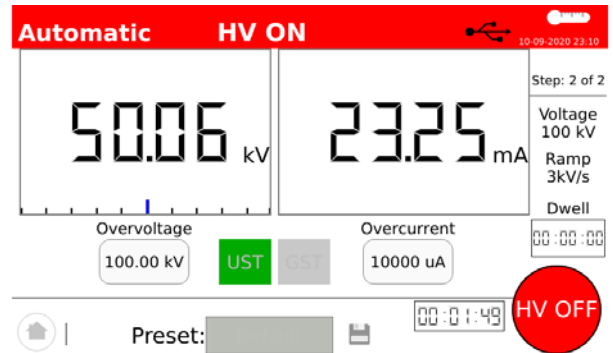 Automatic HV ON
10-09-2020 23:10
Step: 2 of 2
50.06 kV
23.25 mA
Voltage
100 kV
Ramp
3kV/s
Dwell
00:00:00
Overvoltage
100.00 kV
UST
GST
Overcurrent
10000 uA
HV OFF
00:01:49
Preset: